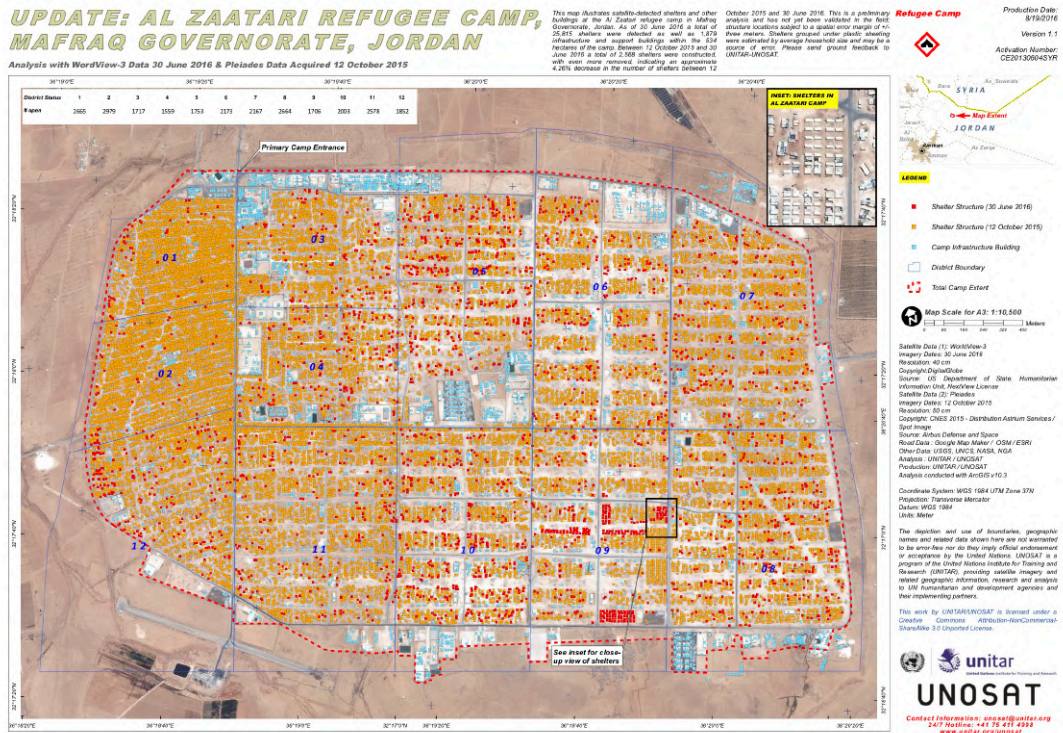 UPDATE: AL ZAATARI REFUGEE CAMP,
MAFRAQ GOVERNORATE, JORDAN
Analysis with WorldView-3 Data 30 June 2016 & Pleiades Data Acquired 12 October 2015
This map illustrates satellite-detected shelters and other
buildings at the Al Zaatari refugee camp in Mafraq
Governorate, Jordan. As of 30 June 2016 a total of
25,815 shelters were detected as well as 1,879
infrastructure and support buildings within the 534
hectares of the camp. Between 12 October 2015 and 30
June 2016 a total of 2,568 shelters were constructed,
with even more removed, indicating an approximate
4.26% decrease in the number of shelters between 12
October 2015 and 30 June 2016. This is a preliminary
analysis and has not yet been validated in the field;
structure locations subject to a spatial error margin of +/-
three meters. Shelters grouped under plastic sheeting
were estimated by average household size and may be a
source of error. Please send ground feedback to
UNITAR-UNOSAT.
Refugee Camp
Production Date:
8/19/2016
Version 1.1
Activation Number:
CE20130604SYR
District Status 1 2 3 4 5 6 7 8 9 10 11 12
2665 2979 1717 1559 1753 2173 2167 2664 1706 2003 2578 1852
Primary Camp Entrance
INSET: SHELTERS IN
AL ZAATARI CAMP
01
02
03
04
05
06
07
08
09
10
11
12
See inset for close-
up view of shelters
SYRIA
Map Extent
JORDAN
Amman
LEGEND
Shelter Structure (30 June 2016)
Shelter Structure (12 October 2015)
Camp Infrastructure Building
District Boundary
Total Camp Extent
Map Scale for A3: 1:10,500
Meters
Satellite Data (1): WorldView-3
Imagery Dates: 30 June 2016
Resolution: 40 cm
Copyright: DigitalGlobe
Source: US Department of State, Humanitarian
Information Unit, NextView License
Satellite Data (2): Pleiades
Imagery Dates: 12 October 2015
Resolution: 50 cm
Copyright: CNES 2015 - Distribution Astrium Services /
Spot Image
Source: Airbus Defense and Space
Road Data : Google Map Maker / OSM / ESRI
Other Data: USGS, UNCS, NASA, NGA
Analysis : UNITAR / UNOSAT
Production: UNITAR / UNOSAT
Analysis conducted with ArcGIS v10.3
Coordinate System: WGS 1984 UTM Zone 37N
Projection: Transverse Mercator
Datum: WGS 1984
Units: Meter
The depiction and use of boundaries, geographic
names and related data shown here are not warranted
to be error-free nor do they imply official endorsement
or acceptance by the United Nations. UNOSAT is a
program of the United Nations Institute for Training and
Research (UNITAR), providing satellite imagery and
related geographic information, research and analysis
to UN humanitarian and development agencies and
their implementing partners.
This work by UNITAR/UNOSAT is licensed under a
Creative Commons Attribution-NonCommercial-
ShareAlike 3.0 Unported License.
unitar
United Nations Institute for Training and Research
UNOSAT
Contact Information: unosat@unitar.org
24/7 Hotline: +41 75 411 4998
www.unitar.org/unosat